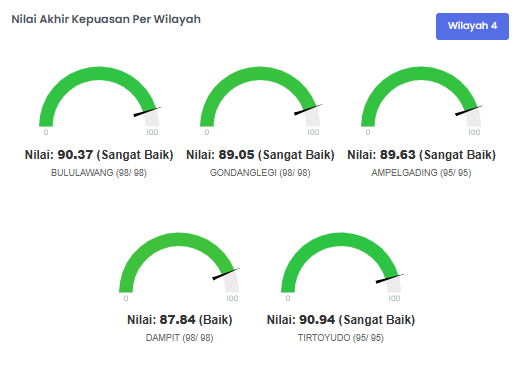 Nilai Akhir Kepuasan Per Wilayah
Wilayah 4
0 100
0 100
0 100
Nilai: 90.37 (Sangat Baik)
Nilai: 89.05 (Sangat Baik)
Nilai: 89.63 (Sangat Baik)
BULULAWANG (98/ 98)
GONDANGLEGI (98/ 98)
AMPELGADING (95/ 95)
0 100
0 100
Nilai: 87.84 (Baik)
Nilai: 90.94 (Sangat Baik)
DAMPIT (98/ 98)
TIRTOYUDO (95/ 95)